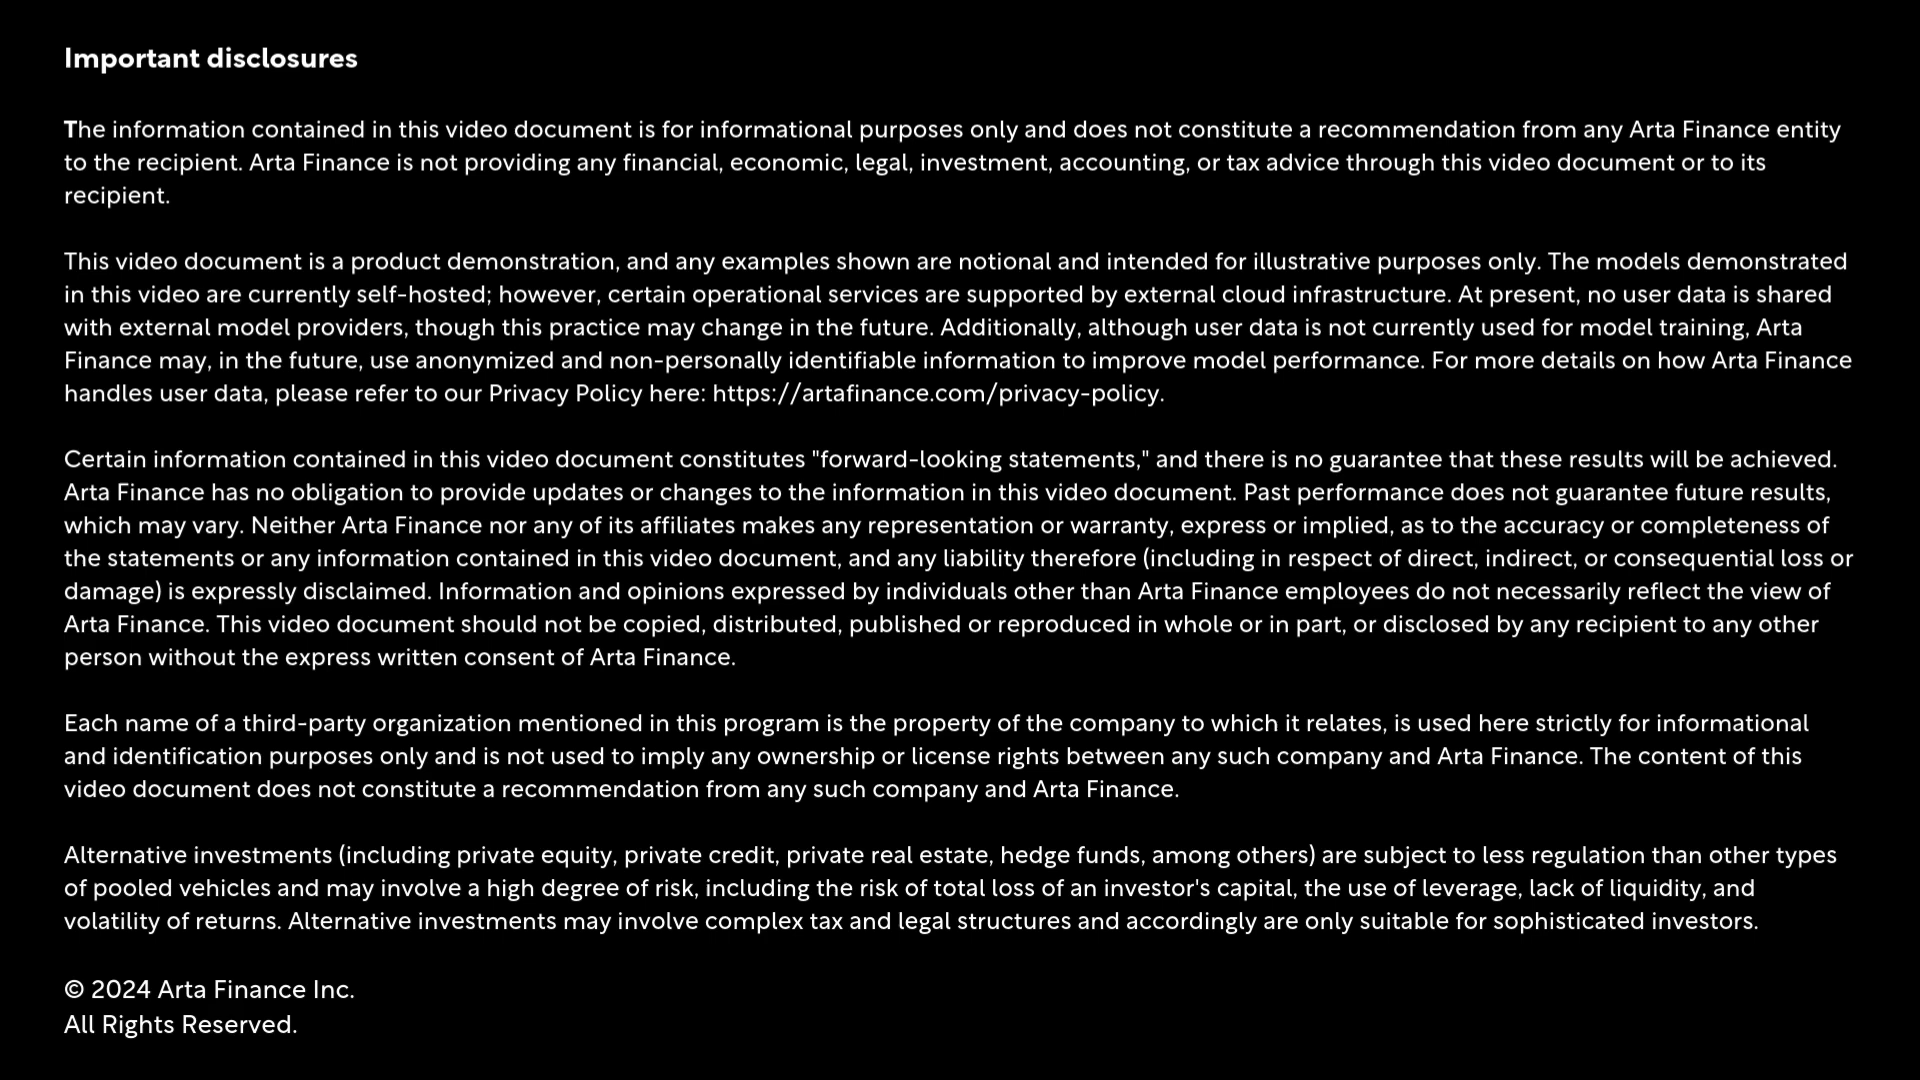 Important disclosures
The information contained in this video document is for informational purposes only and does not constitute a recommendation from any Arta Finance entity
to the recipient. Arta Finance is not providing any financial, economic, legal, investment, accounting, or tax advice through this video document or to its
recipient.
This video document is a product demonstration, and any examples shown are notional and intended for illustrative purposes only. The models demonstrated
in this video are currently self-hosted; however, certain operational services are supported by external cloud infrastructure. At present, no user data is shared
with external model providers, though this practice may change in the future. Additionally, although user data is not currently used for model training, Arta
Finance may, in the future, use anonymized and non-personally identifiable information to improve model performance. For more details on how Arta Finance
handles user data, please refer to our Privacy Policy here: https://artafinance.com/privacy-policy.
Certain information contained in this video document constitutes "forward-looking statements," and there is no guarantee that these results will be achieved.
Arta Finance has no obligation to provide updates or changes to the information in this video document. Past performance does not guarantee future results,
which may vary. Neither Arta Finance nor any of its affiliates makes any representation or warranty, express or implied, as to the accuracy or completeness of
the statements or any information contained in this video document, and any liability therefore (including in respect of direct, indirect, or consequential loss or
damage) is expressly disclaimed. Information and opinions expressed by individuals other than Arta Finance employees do not necessarily reflect the view of
Arta Finance. This video document should not be copied, distributed, published or reproduced in whole or in part, or disclosed by any recipient to any other
person without the express written consent of Arta Finance.
Each name of a third-party organization mentioned in this program is the property of the company to which it relates, is used here strictly for informational
and identification purposes only and is not used to imply any ownership or license rights between any such company and Arta Finance. The content of this
video document does not constitute a recommendation from any such company and Arta Finance.
Alternative investments (including private equity, private credit, private real estate, hedge funds, among others) are subject to less regulation than other types
of pooled vehicles and may involve a high degree of risk, including the risk of total loss of an investor's capital, the use of leverage, lack of liquidity, and
volatility of returns. Alternative investments may involve complex tax and legal structures and accordingly are only suitable for sophisticated investors.
© 2024 Arta Finance Inc.
All Rights Reserved.